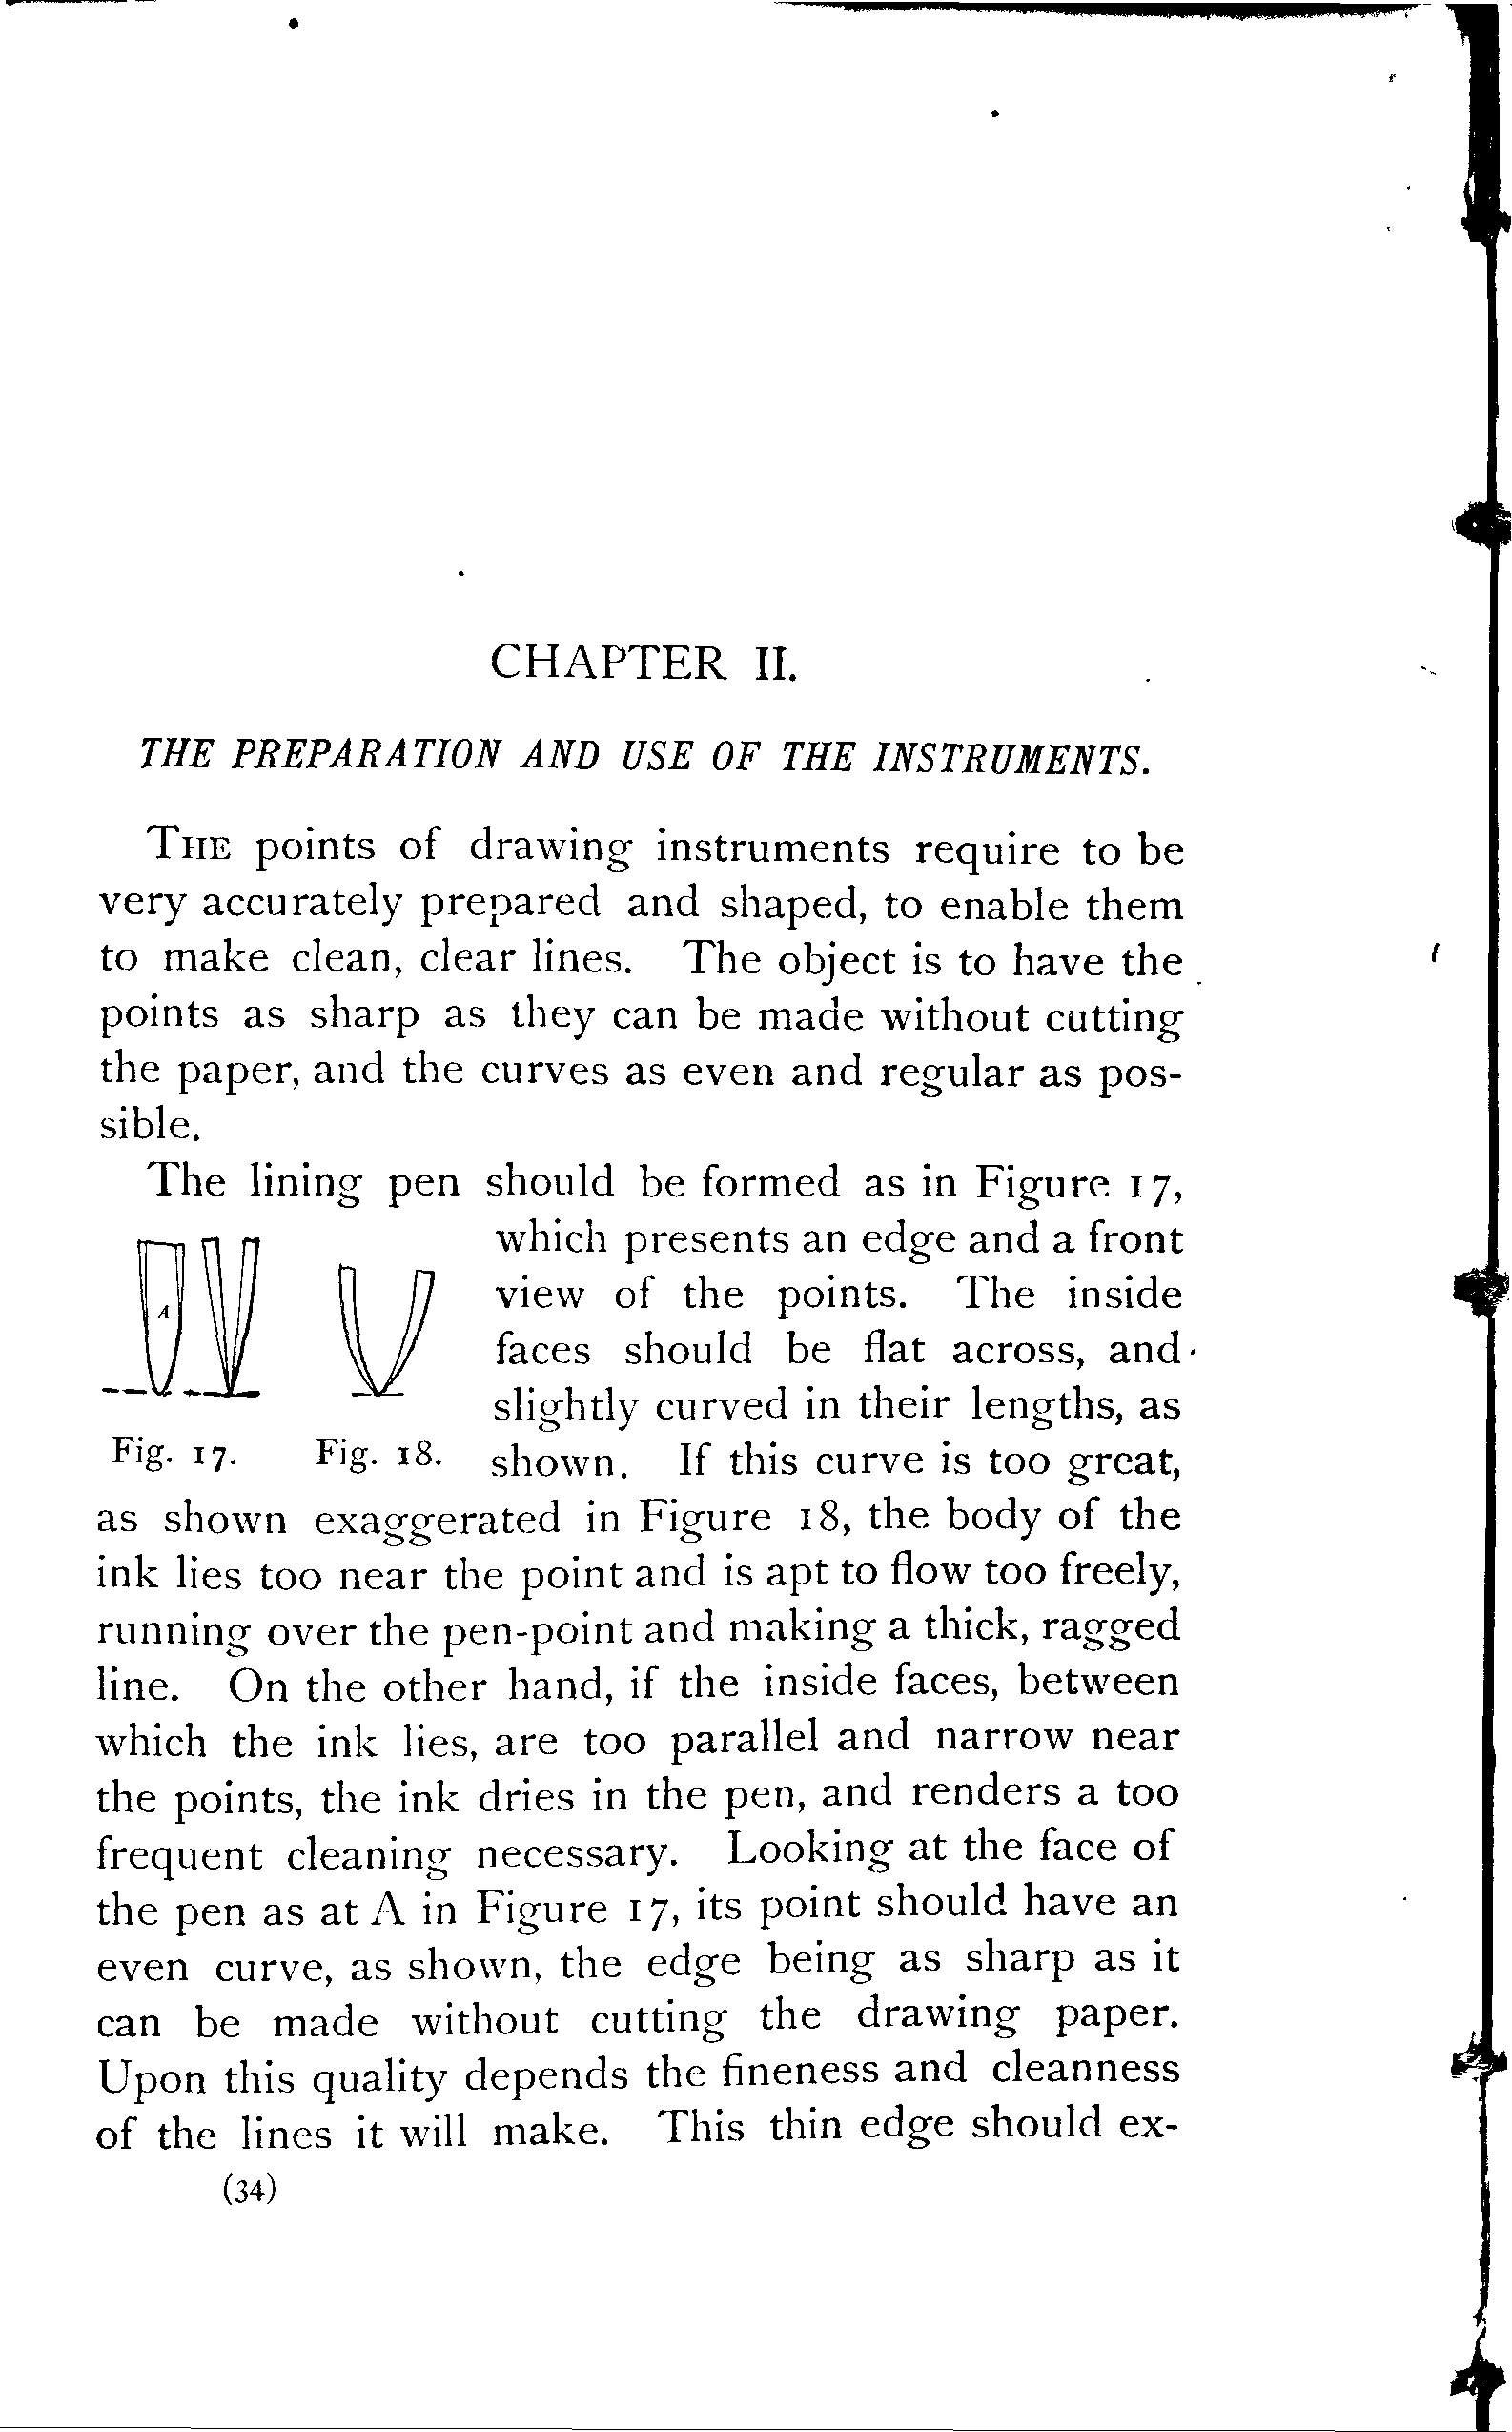 CHAPTER II.
THE PREPARATION AND USE OF THE INSTRUMENTS.
THE points of drawing instruments require to be
very accurately prepared and shaped, to enable them
to make clean, clear lines. The object is to have the
points as sharp as they can be made without cutting
the paper, and the curves as even and regular as pos-
sible.
The lining pen should be formed as in Figure 17,
which presents an edge and a front
view of the points. The inside
faces should be flat across, and
slightly curved in their lengths, as
shown. If this curve is too great,
A
Fig. 17. Fig. 18.
as shown exaggerated in Figure 18, the body of the
ink lies too near the point and is apt to flow too freely,
running over the pen-point and making a thick, ragged
line. On the other hand, if the inside faces, between
which the ink lies, are too parallel and narrow near
the points, the ink dries in the pen, and renders a too
frequent cleaning necessary. Looking at the face of
the pen as at A in Figure 17, its point should have an
even curve, as shown, the edge being as sharp as it
can be made without cutting the drawing paper.
Upon this quality depends the fineness and cleanness
of the lines it will make. This thin edge should ex-
(34)